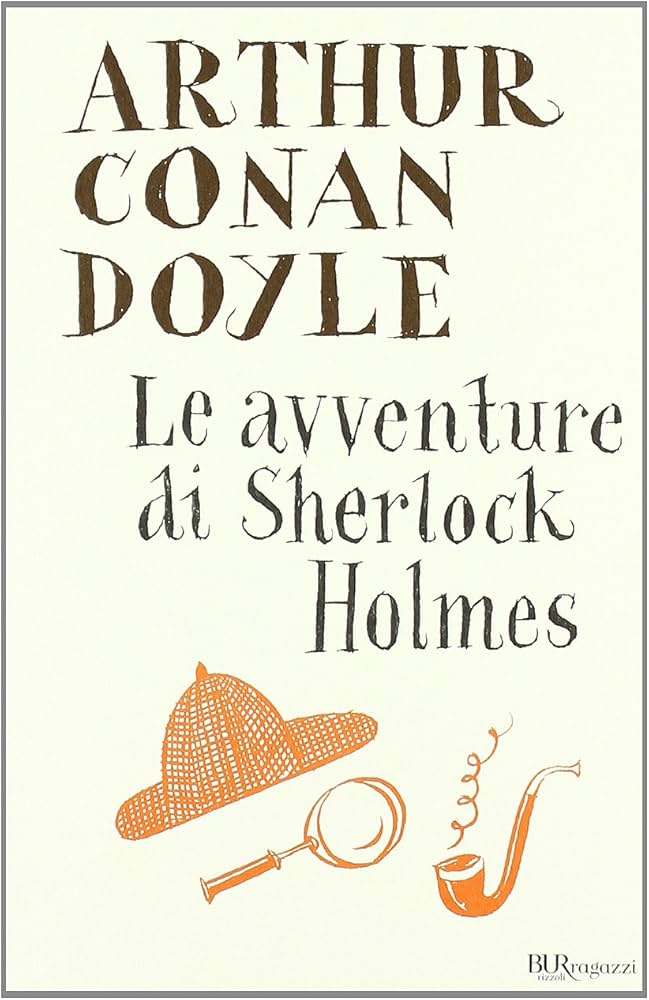 ARTHUR
CONAN
DOYLE
Le avventure
di Sherlock
Holmes
BURragazzi
rizzoli